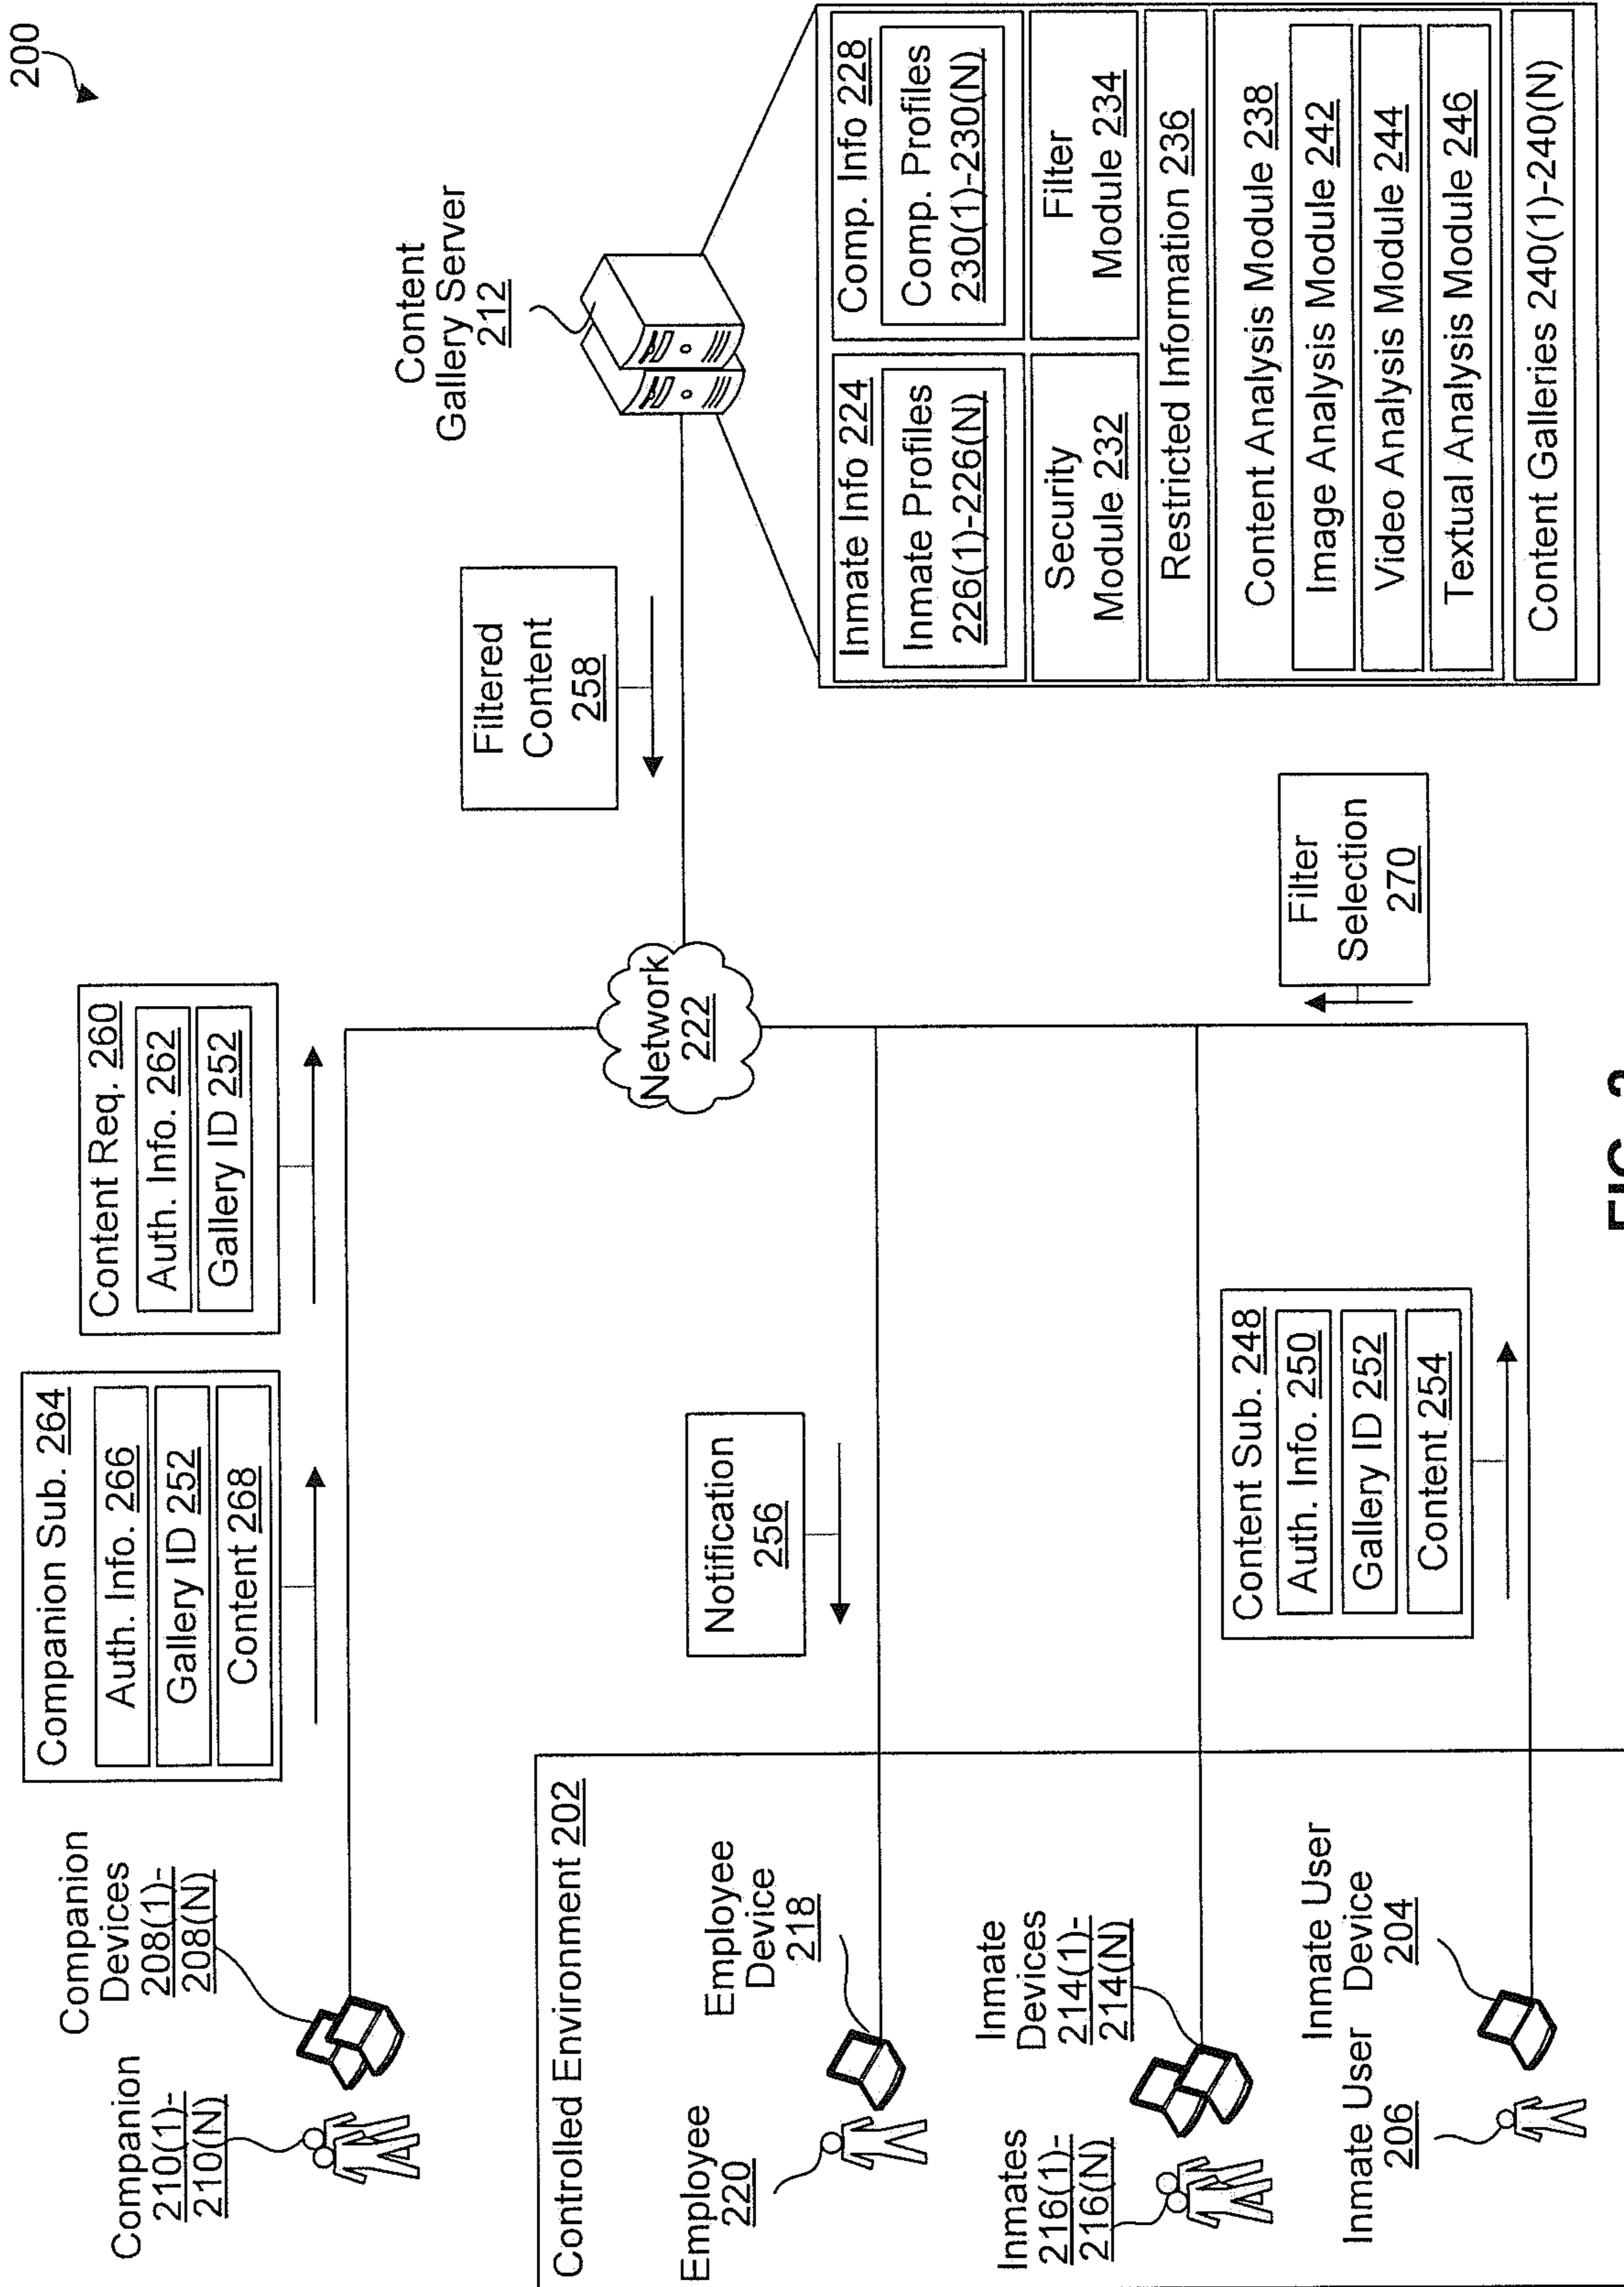 200
Companion Sub. 264
Auth. Info. 266
Gallery ID 252
Content 268
Content Req. 260
Auth. Info. 262
Gallery ID 252
Companion
Devices
208(1)-
208(N)
Companion
210(1)-
210(N)
Content
Gallery Server
212
Filtered
Content
258
Network
222
Controlled Environment 202
Employee
Device
218
Employee
220
Notification
256
Inmate
Devices
214(1)-
214(N)
Inmates
216(1)-
216(N)
Inmate User
Device
204
Inmate User
206
Content Sub. 248
Auth. Info. 250
Gallery ID 252
Content 254
Filter
Selection
270
Inmate Info 224
Inmate Profiles
226(1)-226(N)
Comp. Info 228
Comp. Profiles
230(1)-230(N)
Security
Module 232
Filter
Module 234
Restricted Information 236
Content Analysis Module 238
Image Analysis Module 242
Video Analysis Module 244
Textual Analysis Module 246
Content Galleries 240(1)-240(N)
FIG. 2